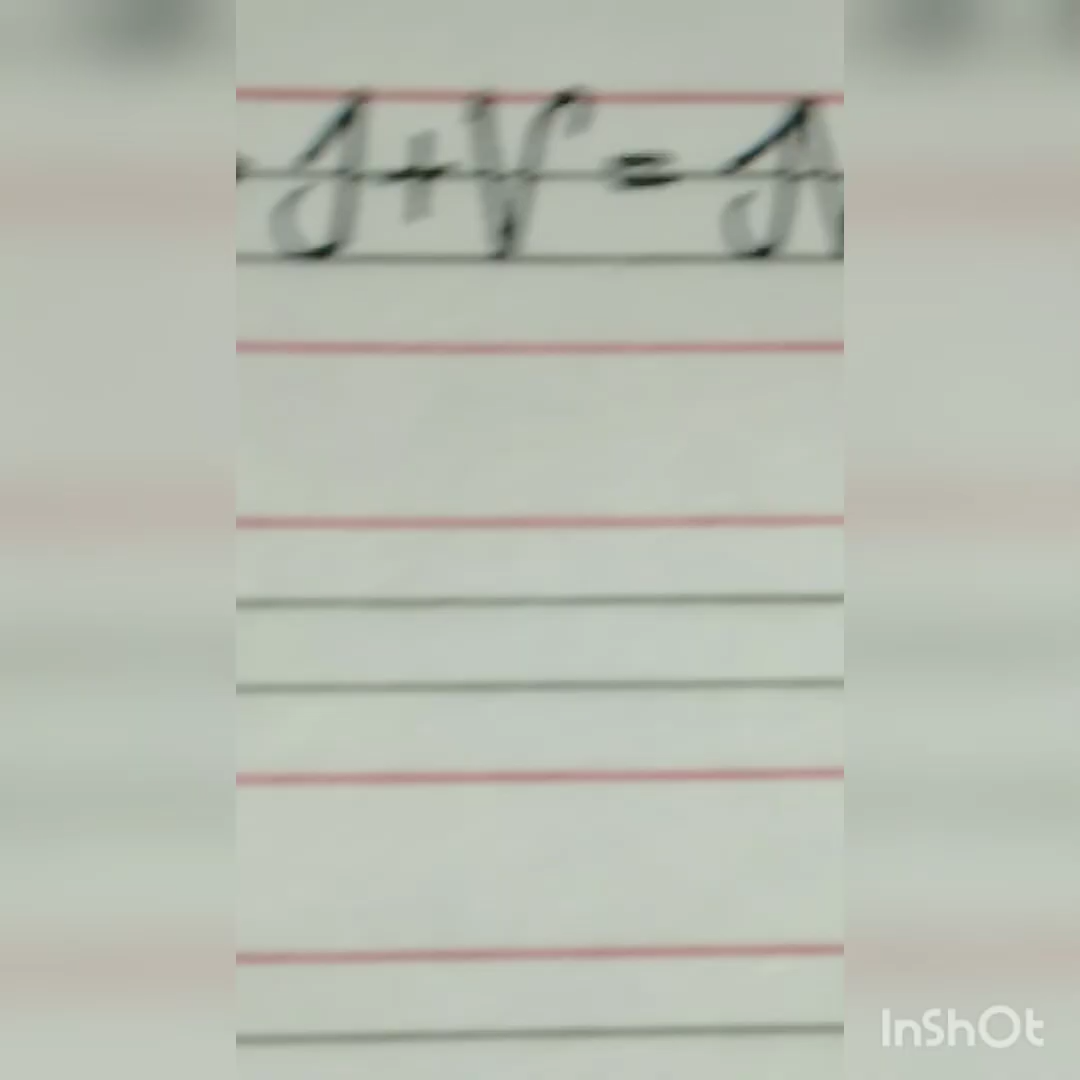 J + V = N
InShOt